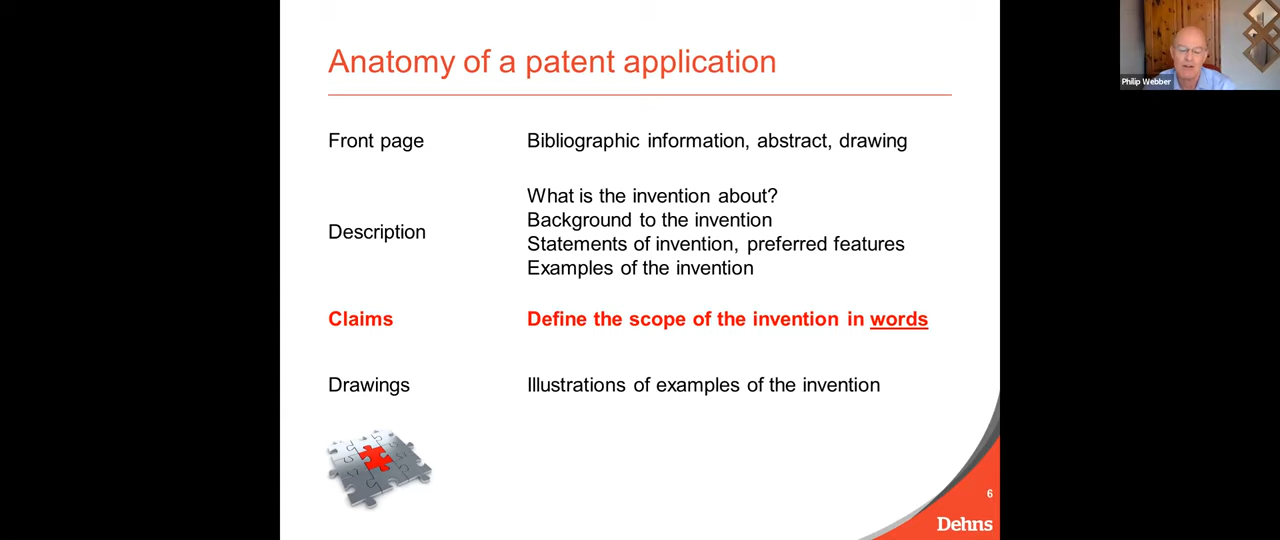 Anatomy of a patent application
Philip Webber
Front page
Bibliographic information, abstract, drawing
Description
What is the invention about?
Background to the invention
Statements of invention, preferred features
Examples of the invention
Claims
Define the scope of the invention in words
Drawings
Illustrations of examples of the invention
6
Dehns